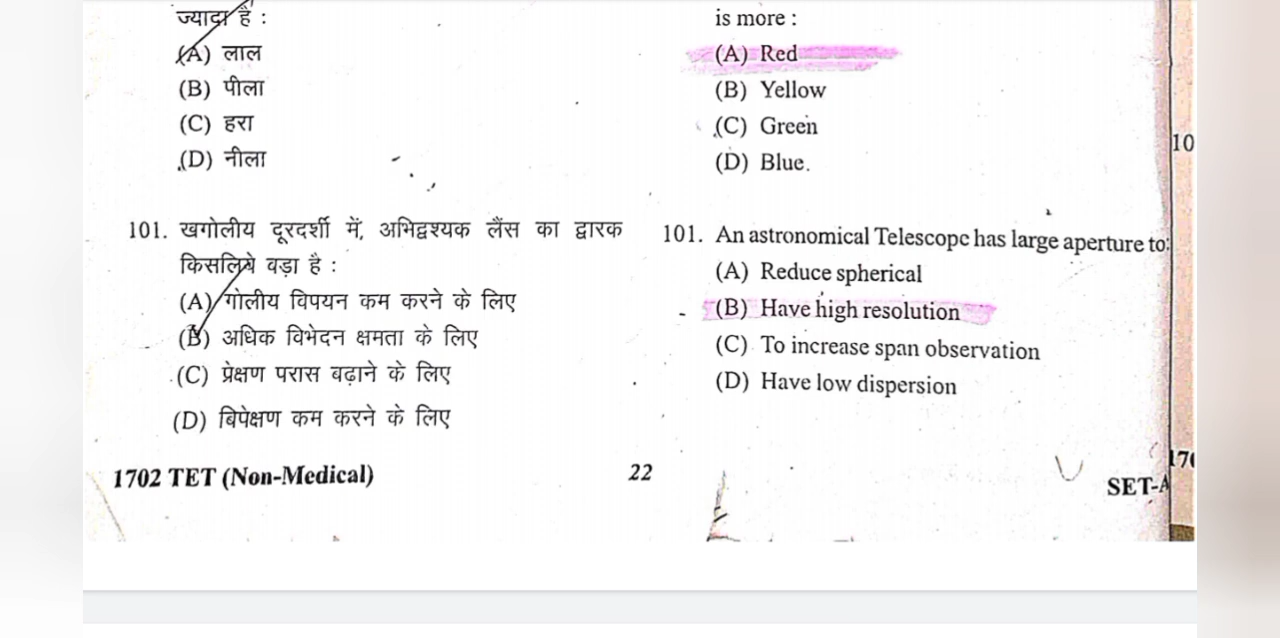 ज्यादा है :
(A) लाल
(B) पीला
(C) हरा
(D) नीला
101. खगोलीय दूरदर्शी में, अभिद्वश्यक लैंस का द्वारक
किसलिये बड़ा है :
(A) गोलीय विपयन कम करने के लिए
(B) अधिक विभेदन क्षमता के लिए
(C) प्रेक्षण परास बढ़ाने के लिए
(D) बिपेक्षण कम करने के लिए
is more :
(A) Red
(B) Yellow
(C) Green
(D) Blue.
101. An astronomical Telescope has large aperture to:
(A) Reduce spherical
(B) Have high resolution
(C) To increase span observation
(D) Have low dispersion
1702 TET (Non-Medical)
22
SET-A
10
170